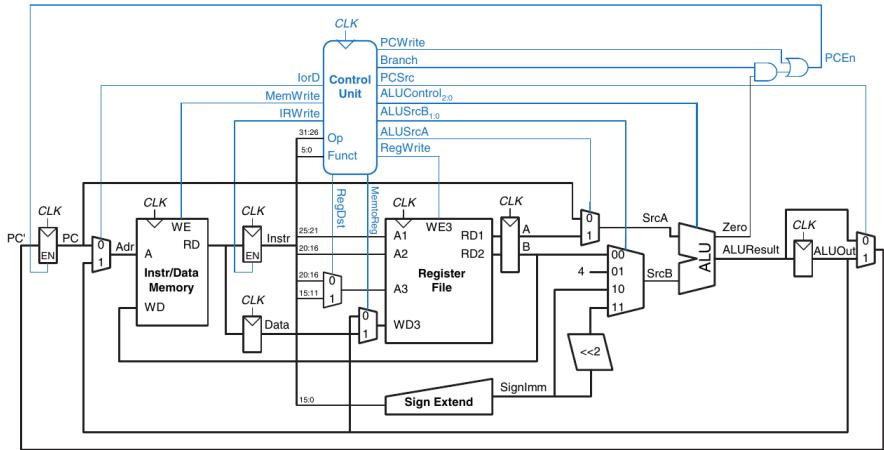 CLK
PCWrite
Branch
PCEn
IorD
Control
Unit
PCSrc
MemWrite
ALUControl2:0
IRWrite
ALUSrcB1:0
31:26
Op
ALUSrcA
5:0
Funct
RegWrite
RegDst
MemtoReg
CLK
CLK
CLK
CLK
CLK
PC'
PC
EN
0
1
Adr
WE
A
RD
Instr/Data
Memory
WD
EN
Instr
25:21
20:16
20:16
15:11
0
1
CLK
Data
0
1
A1
A2
A3
WD3
WE3
RD1
RD2
Register
File
A
B
0
1
SrcA
4
00
01
10
11
SrcB
<<2
ALU
Zero
ALUResult
CLK
ALUOut
0
1
SignImm
15:0
Sign Extend